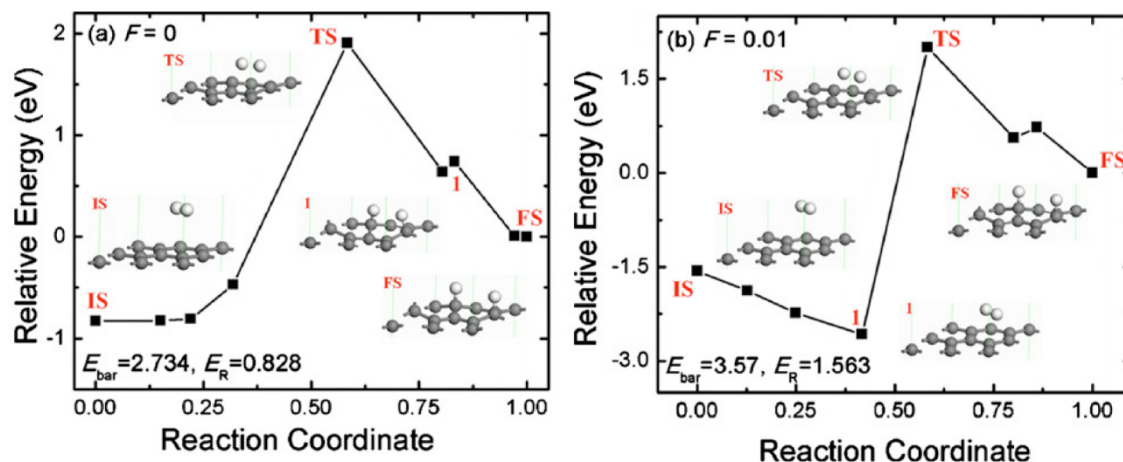 (a) F = 0
TS
TS
IS
1
1
FS
FS
IS
E_bar=2.734, E_R=0.828
2
1
0
-1
Relative Energy (eV)
0.00 0.25 0.50 0.75 1.00
Reaction Coordinate
(b) F = 0.01
TS
TS
IS
FS
FS
IS
1
1
E_bar=3.57, E_R=1.563
1.5
0.0
-1.5
-3.0
Relative Energy (eV)
0.00 0.25 0.50 0.75 1.00
Reaction Coordinate